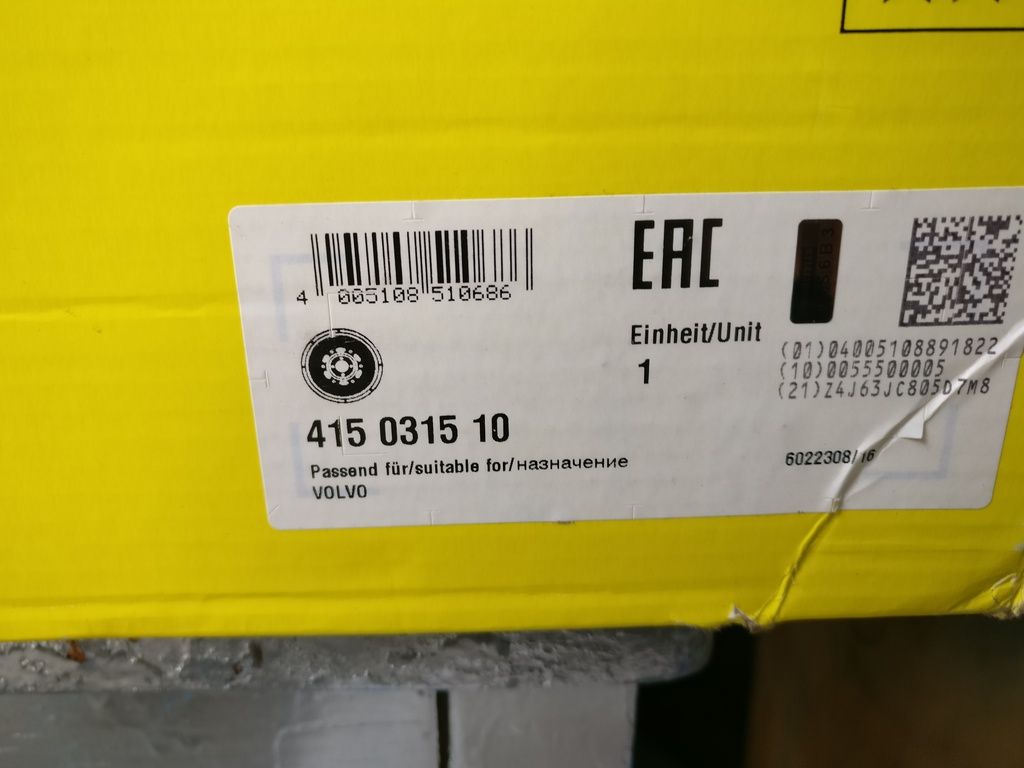 4 005108 510686
EAC
Einheit/Unit
1
(01)04005108891822
(10)0055500005
(21)Z4J63JC805D7M8
415 0315 10
Passend für/suitable for/назначение
VOLVO
6022308/16